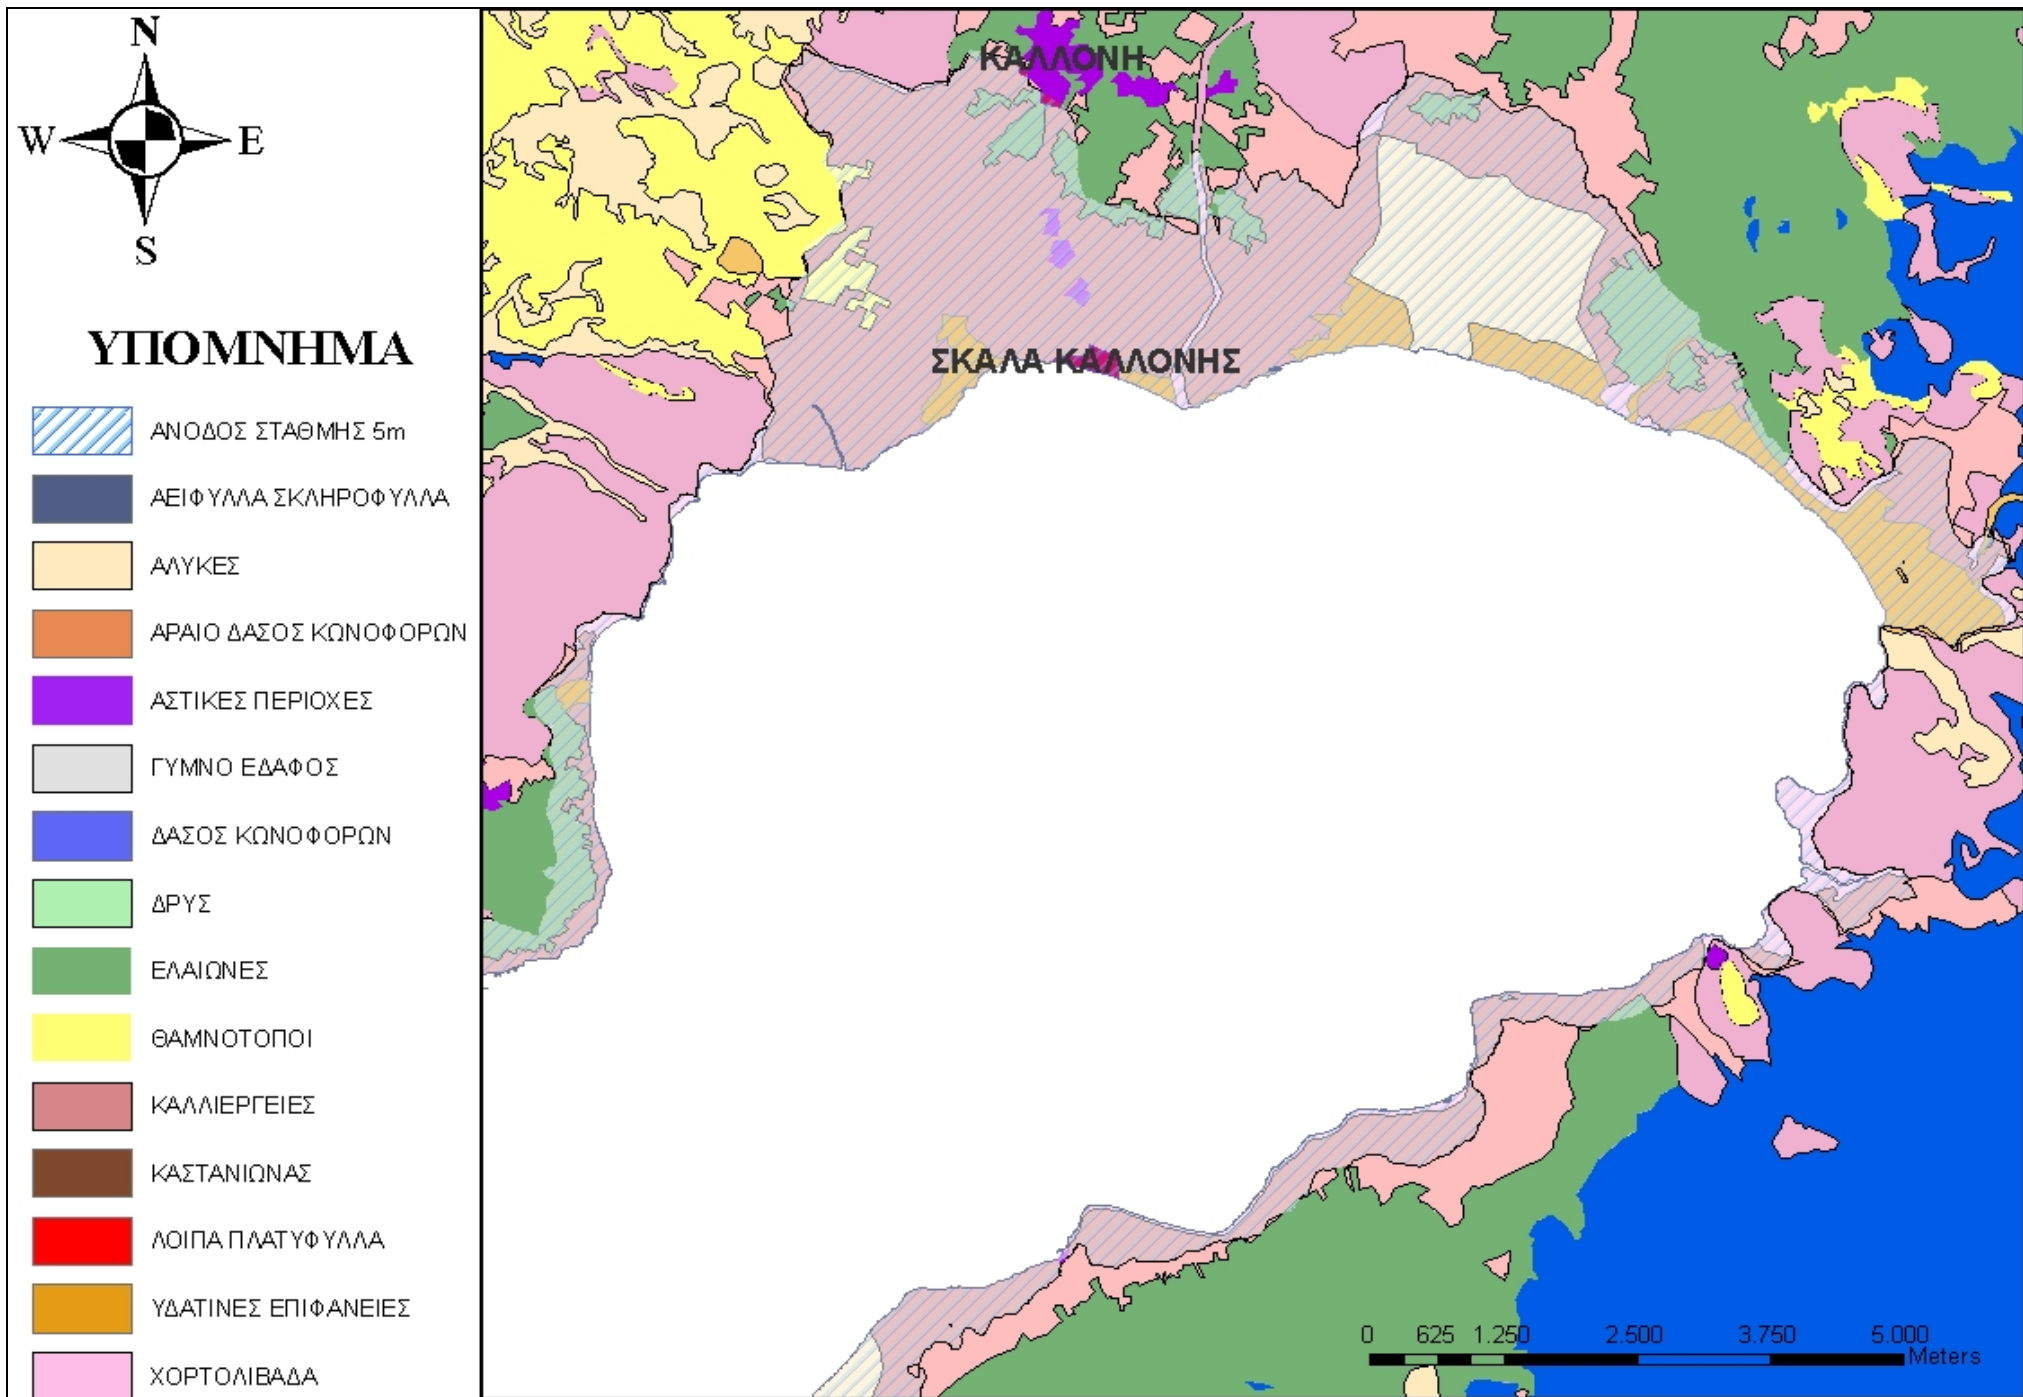 N
W E
S
ΥΠΟΜΝΗΜΑ
ΑΝΟΔΟΣ ΣΤΑΘΜΗΣ 5m
ΑΕΙΦΥΛΛΑ ΣΚΛΗΡΟΦΥΛΛΑ
ΑΛΥΚΕΣ
ΑΡΑΙΟ ΔΑΣΟΣ ΚΩΝΟΦΟΡΩΝ
ΑΣΤΙΚΕΣ ΠΕΡΙΟΧΕΣ
ΓΥΜΝΟ ΕΔΑΦΟΣ
ΔΑΣΟΣ ΚΩΝΟΦΟΡΩΝ
ΔΡΥΣ
ΕΛΑΙΩΝΕΣ
ΘΑΜΝΟΤΟΠΟΙ
ΚΑΛΛΙΕΡΓΕΙΕΣ
ΚΑΣΤΑΝΙΩΝΑΣ
ΛΟΙΠΑ ΠΛΑΤΥΦΥΛΛΑ
ΥΔΑΤΙΝΕΣ ΕΠΙΦΑΝΕΙΕΣ
ΧΟΡΤΟΛΙΒΑΔΑ
ΚΑΛΛΟΝΗ
ΣΚΑΛΑ ΚΑΛΛΟΝΗΣ
0 625 1.250 2.500 3.750 5.000
Meters